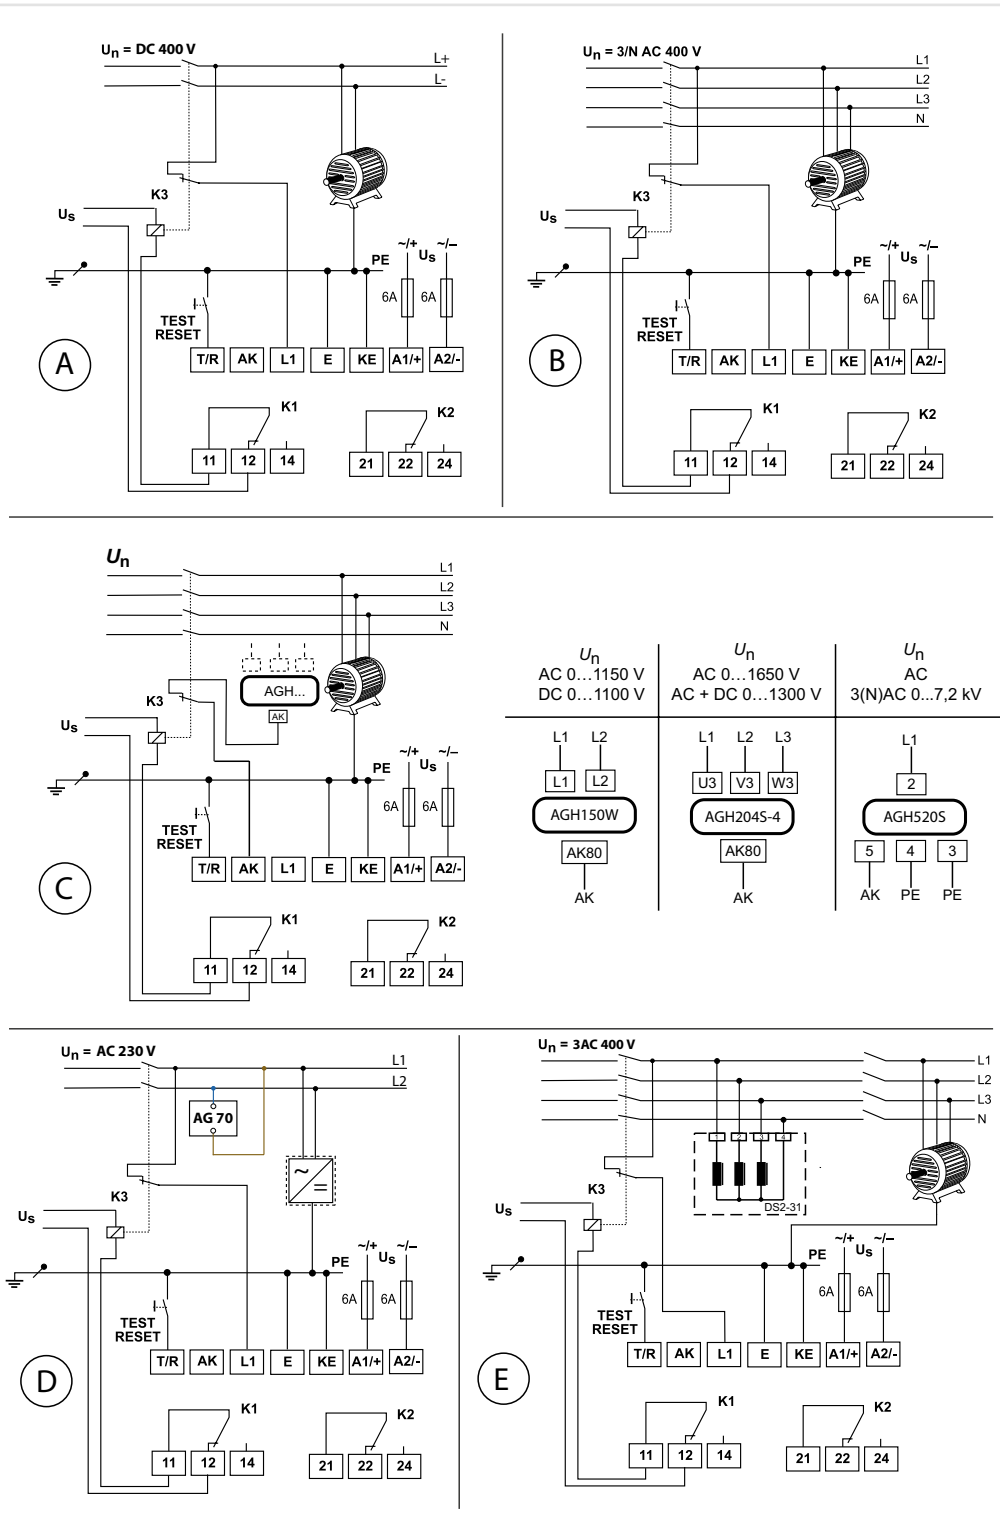 Un = DC 400 V
L+
L-
K3
Us
PE
~/+
Us
~/–
6A
6A
TEST
RESET
T/R
AK
L1
E
KE
A1/+
A2/-
A
K1
K2
11
12
14
21
22
24
Un = 3/N AC 400 V
L1
L2
L3
N
K3
Us
PE
~/+
Us
~/–
6A
6A
TEST
RESET
T/R
AK
L1
E
KE
A1/+
A2/-
B
K1
K2
11
12
14
21
22
24
Un
L1
L2
L3
N
AGH...
AK
K3
Us
PE
~/+
Us
~/–
6A
6A
TEST
RESET
T/R
AK
L1
E
KE
A1/+
A2/-
C
K1
K2
11
12
14
21
22
24
Un
AC 0…1150 V
DC 0…1100 V
L1
L2
L1
L2
AGH150W
AK80
AK
Un
AC 0…1650 V
AC + DC 0…1300 V
L1
L2
L3
U3
V3
W3
AGH204S-4
AK80
AK
Un
AC
3(N)AC 0...7,2 kV
L1
2
AGH520S
5
4
3
AK
PE
PE
Un = AC 230 V
L1
L2
AG 70
~
=
K3
Us
PE
~/+
Us
~/–
6A
6A
TEST
RESET
T/R
AK
L1
E
KE
A1/+
A2/-
D
K1
K2
11
12
14
21
22
24
Un = 3AC 400 V
L1
L2
L3
N
1
2
3
4
DS2-31
K3
Us
PE
~/+
Us
~/–
6A
6A
TEST
RESET
T/R
AK
L1
E
KE
A1/+
A2/-
E
K1
K2
11
12
14
21
22
24